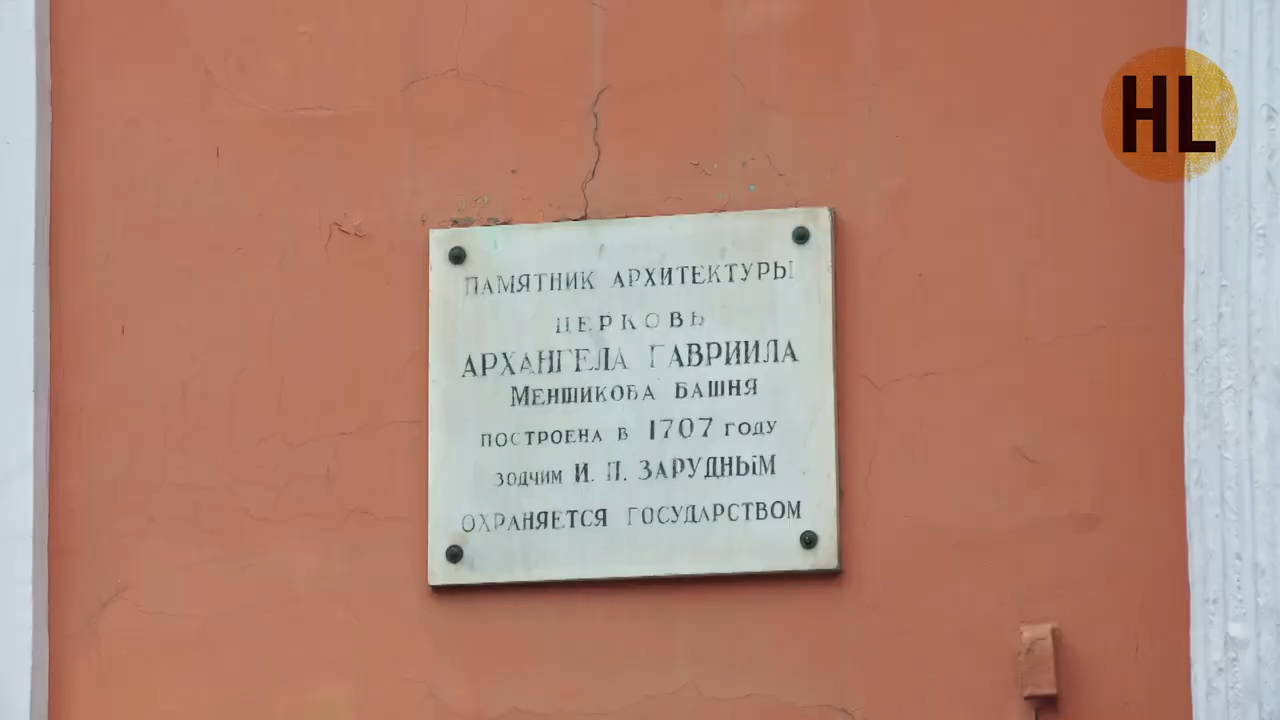 HL
ПАМЯТНИК АРХИТЕКТУРЫ
ЦЕРКОВЬ
АРХАНГЕЛА ГАВРИИЛА
МЕНШИКОВА БАШНЯ
ПОСТРОЕНА В 1707 ГОДУ
ЗОДЧИМ И. П. ЗАРУДНЫМ
ОХРАНЯЕТСЯ ГОСУДАРСТВОМ